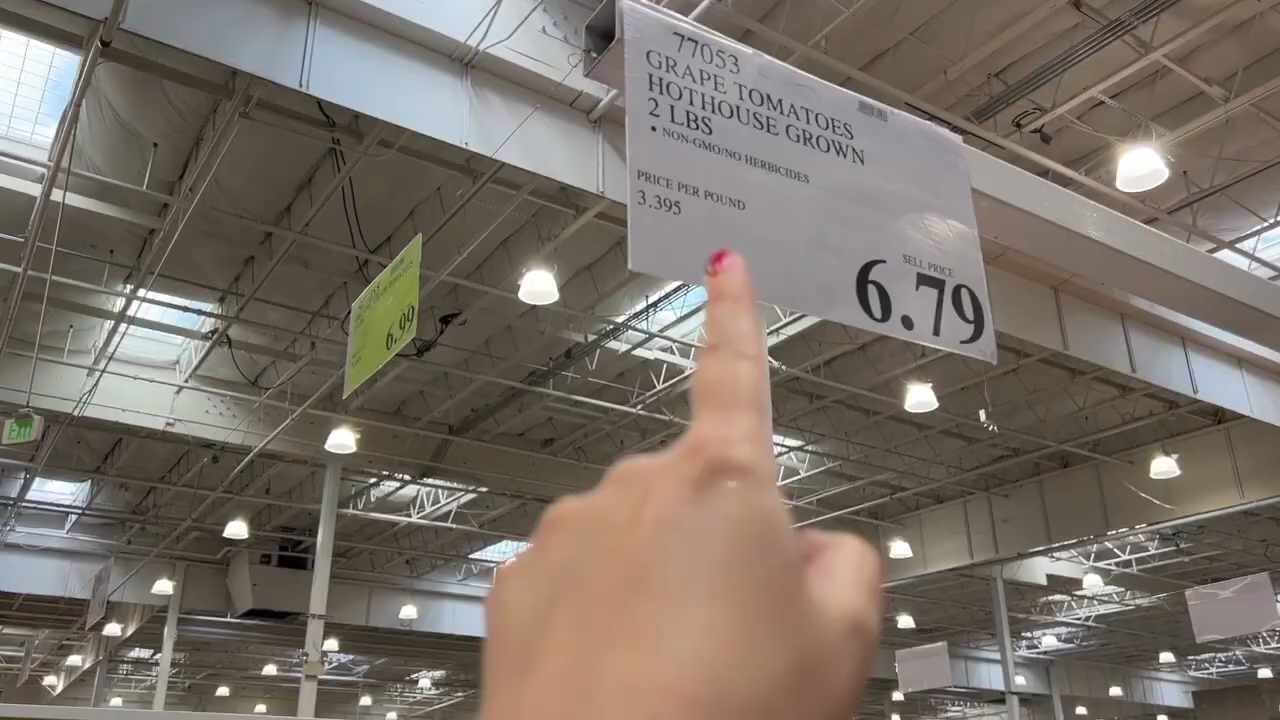 77053
GRAPE TOMATOES
HOTHOUSE GROWN
2 LBS
• NON-GMO/NO HERBICIDES
PRICE PER POUND
3.395
SELL PRICE
6.79
6.99
EXIT